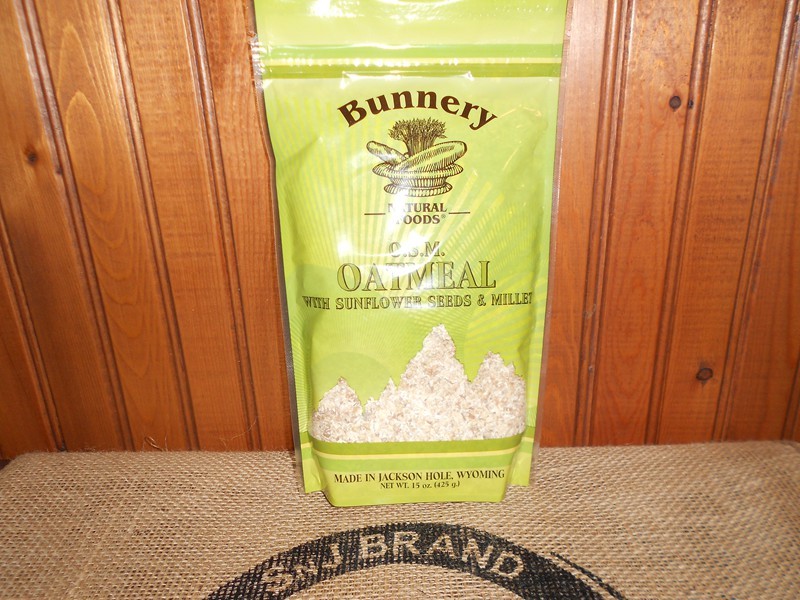 Bunnery
NATURAL
FOODS®
O.S.M.
OATMEAL
WITH SUNFLOWER SEEDS & MILLET
MADE IN JACKSON HOLE, WYOMING
NET WT. 15 oz. (425 g.)
SWJ BRAND